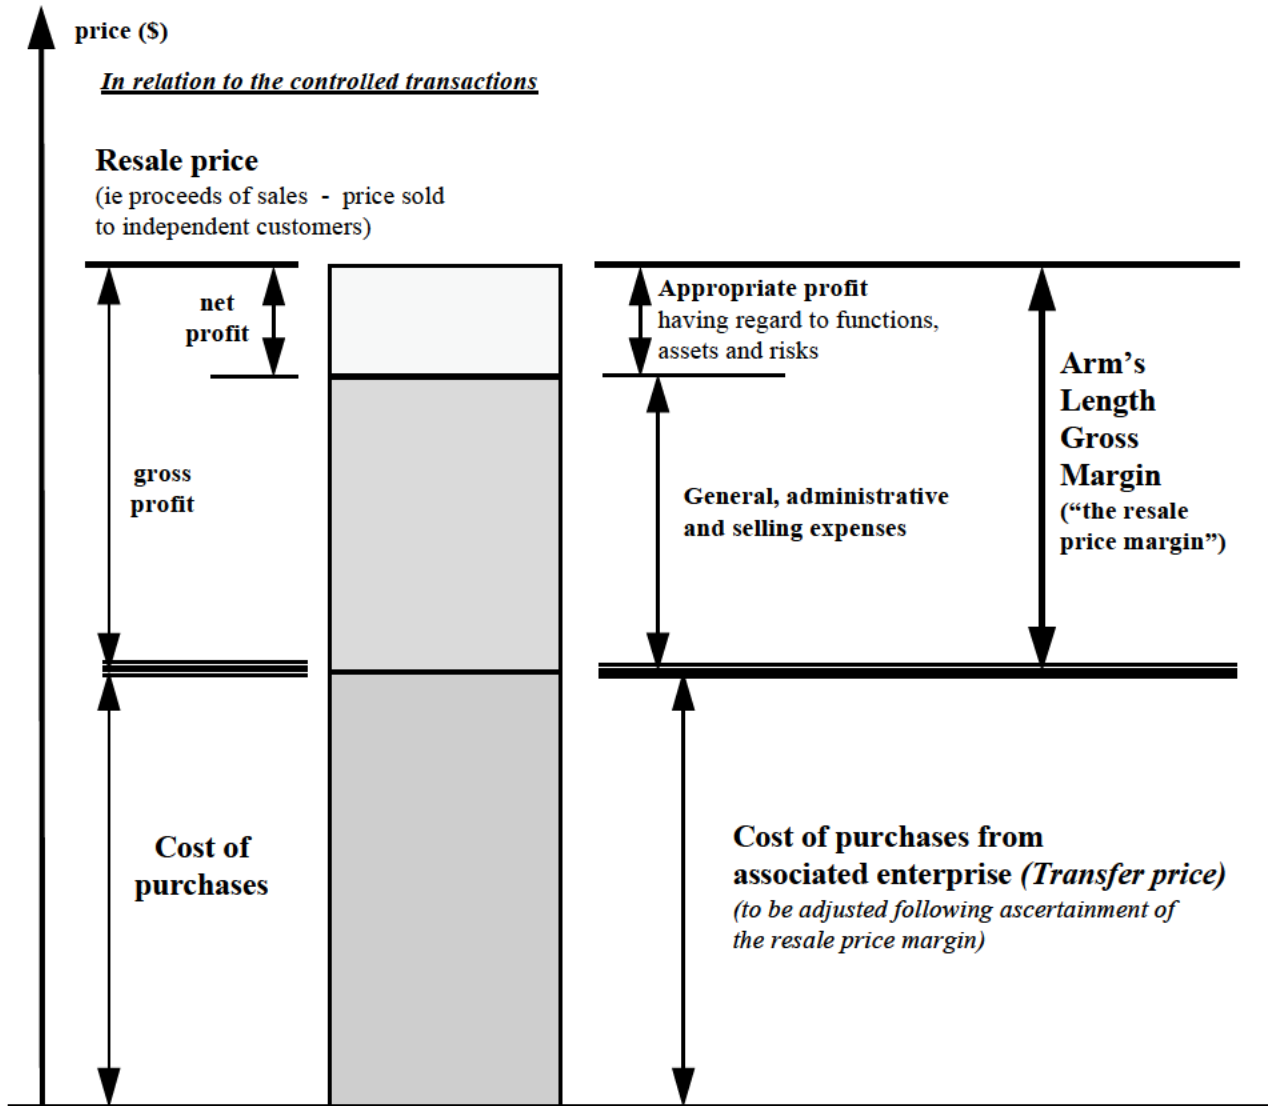 price ($)
In relation to the controlled transactions
Resale price
(ie proceeds of sales - price sold
to independent customers)
net
profit
gross
profit
Cost of
purchases
Appropriate profit
having regard to functions,
assets and risks
General, administrative
and selling expenses
Arm's
Length
Gross
Margin
(“the resale
price margin”)
Cost of purchases from
associated enterprise (Transfer price)
(to be adjusted following ascertainment of
the resale price margin)